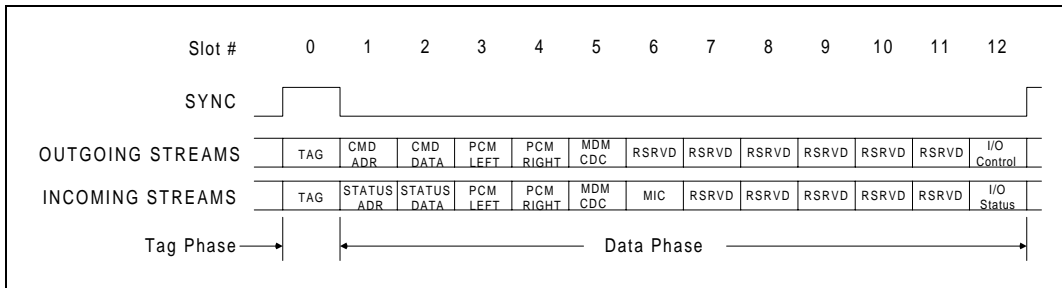 Slot # 0 1 2 3 4 5 6 7 8 9 10 11 12
SYNC
OUTGOING STREAMS TAG CMD ADR CMD DATA PCM LEFT PCM RIGHT MDM CDC RSRVD RSRVD RSRVD RSRVD RSRVD RSRVD I/O Control
INCOMING STREAMS TAG STATUS ADR STATUS DATA PCM LEFT PCM RIGHT MDM CDC MIC RSRVD RSRVD RSRVD RSRVD RSRVD I/O Status
Tag Phase Data Phase